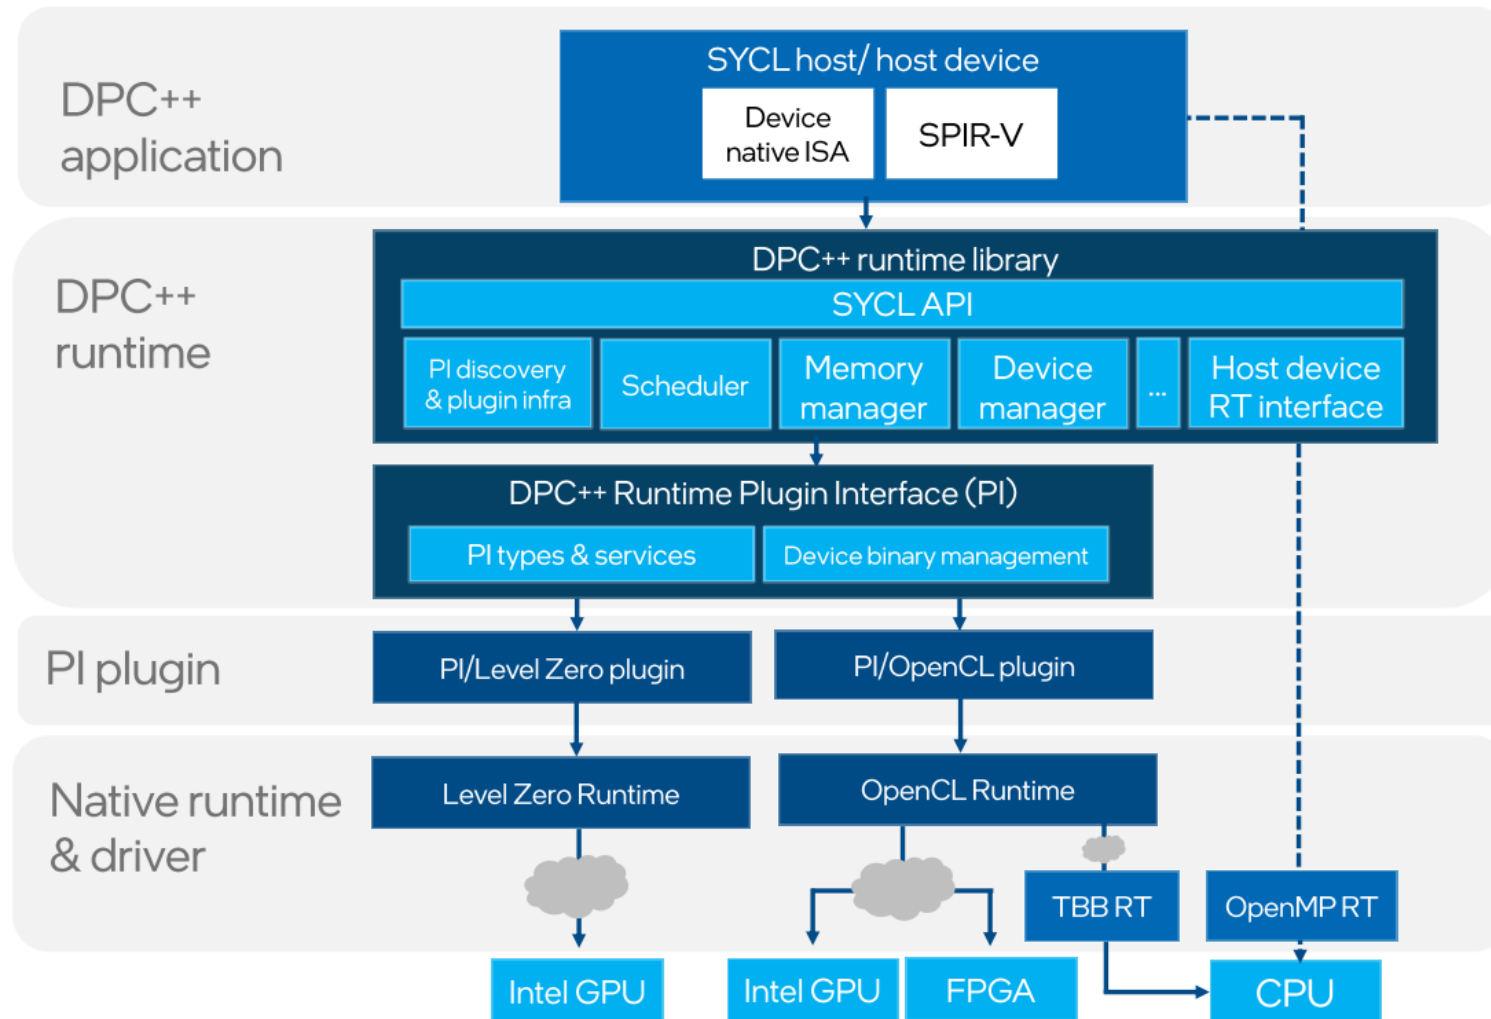 DPC++
application
SYCL host/ host device
Device
native ISA
SPIR-V
DPC++
runtime
DPC++ runtime library
SYCL API
PI discovery
& plugin infra
Scheduler
Memory
manager
Device
manager
...
Host device
RT interface
DPC++ Runtime Plugin Interface (PI)
PI types & services
Device binary management
PI plugin
PI/Level Zero plugin
PI/OpenCL plugin
Native runtime
& driver
Level Zero Runtime
OpenCL Runtime
TBB RT
OpenMP RT
Intel GPU
Intel GPU
FPGA
CPU